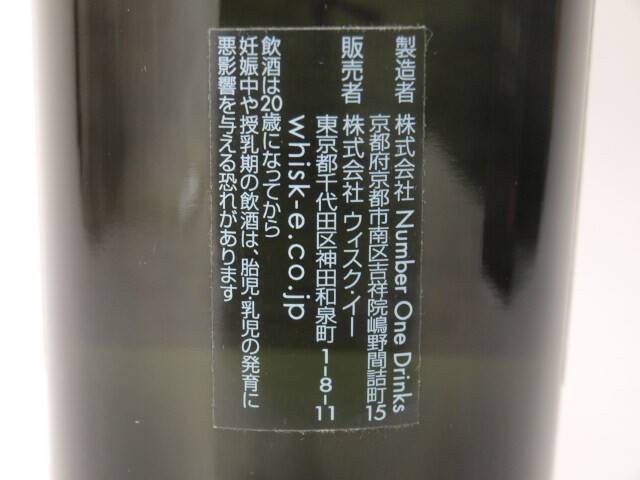 製造者 株式会社 Number One Drinks
京都府京都市南区吉祥院嶋野間詰町15
販売者 株式会社 ウィスク・イー
東京都千代田区神田和泉町 1-8-11
whisk-e.co.jp
飲酒は20歳になってから
妊娠中や授乳期の飲酒は、胎児・乳児の発育に
悪影響を与える恐れがあります